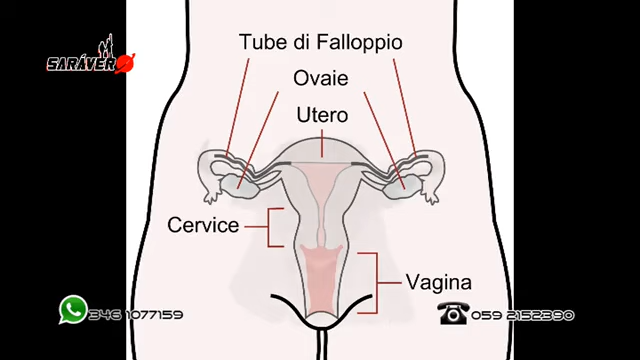 SARÁVERO
Tube di Falloppio
Ovaie
Utero
Cervice
Vagina
346 1077159
059 2152390